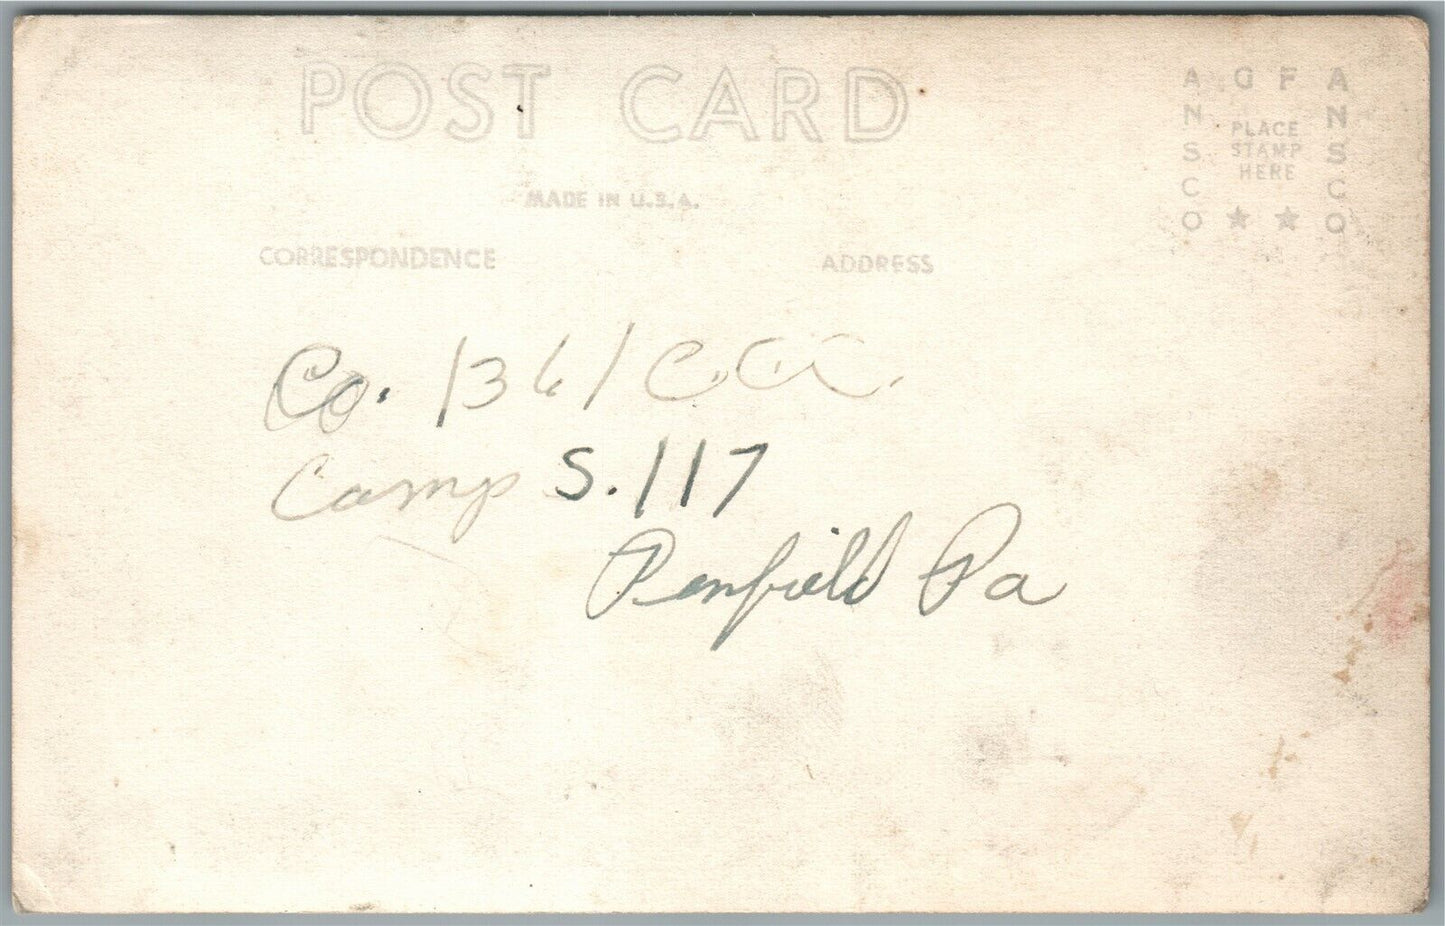 POST CARD
MADE IN U.S.A.
CORRESPONDENCE
ADDRESS
AGFA
ANSCO
ANSCO
PLACE
STAMP
HERE
Co. 1361 C.C.C.
Camp S. 117
Penfield Pa